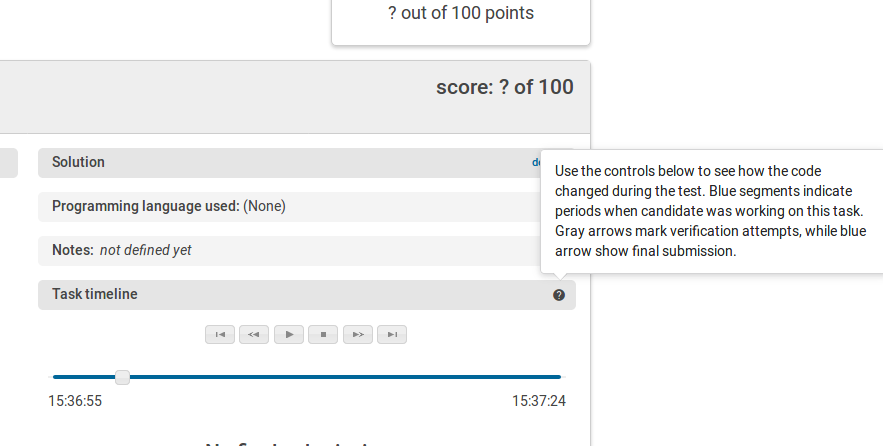 ? out of 100 points
score: ? of 100
Solution
Use the controls below to see how the code
changed during the test. Blue segments indicate
periods when candidate was working on this task.
Gray arrows mark verification attempts, while blue
arrow show final submission.
Programming language used: (None)
Notes: not defined yet
Task timeline
?
15:36:55
15:37:24